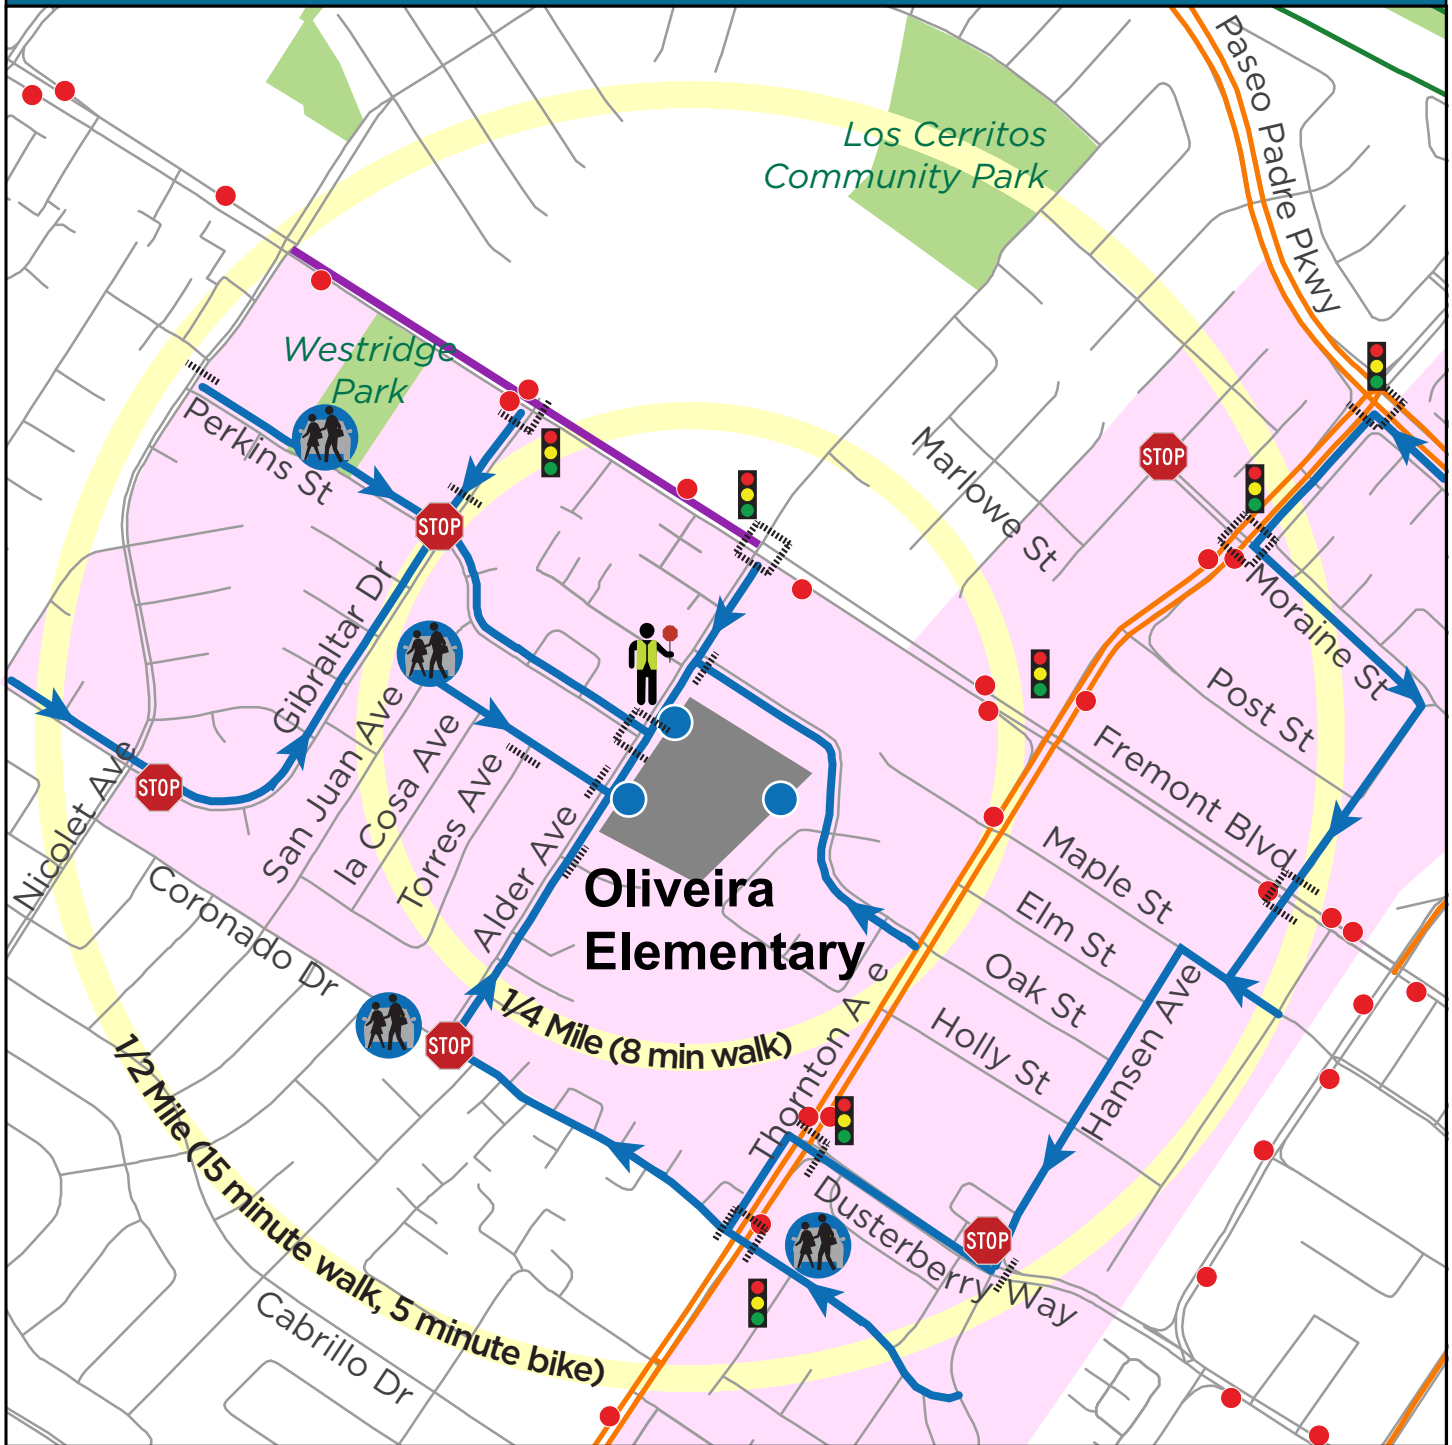 Paseo Padre Pkwy
Los Cerritos
Community Park
Westridge
Park
Perkins St
Marlowe St
STOP
STOP
Moraine St
Post St
Gibraltar Dr
San Juan Ave
la Cosa Ave
Torres Ave
Nicolet Ave
STOP
Fremont Blvd
Maple St
Elm St
Oak St
Holly St
Hansen Ave
Alder Ave
Oliveira
Elementary
Coronado Dr
Thornton A e
STOP
1/4 Mile (8 min walk)
1/2 Mile (15 minute walk, 5 minute bike)
Dusterberry Way
STOP
Cabrillo Dr